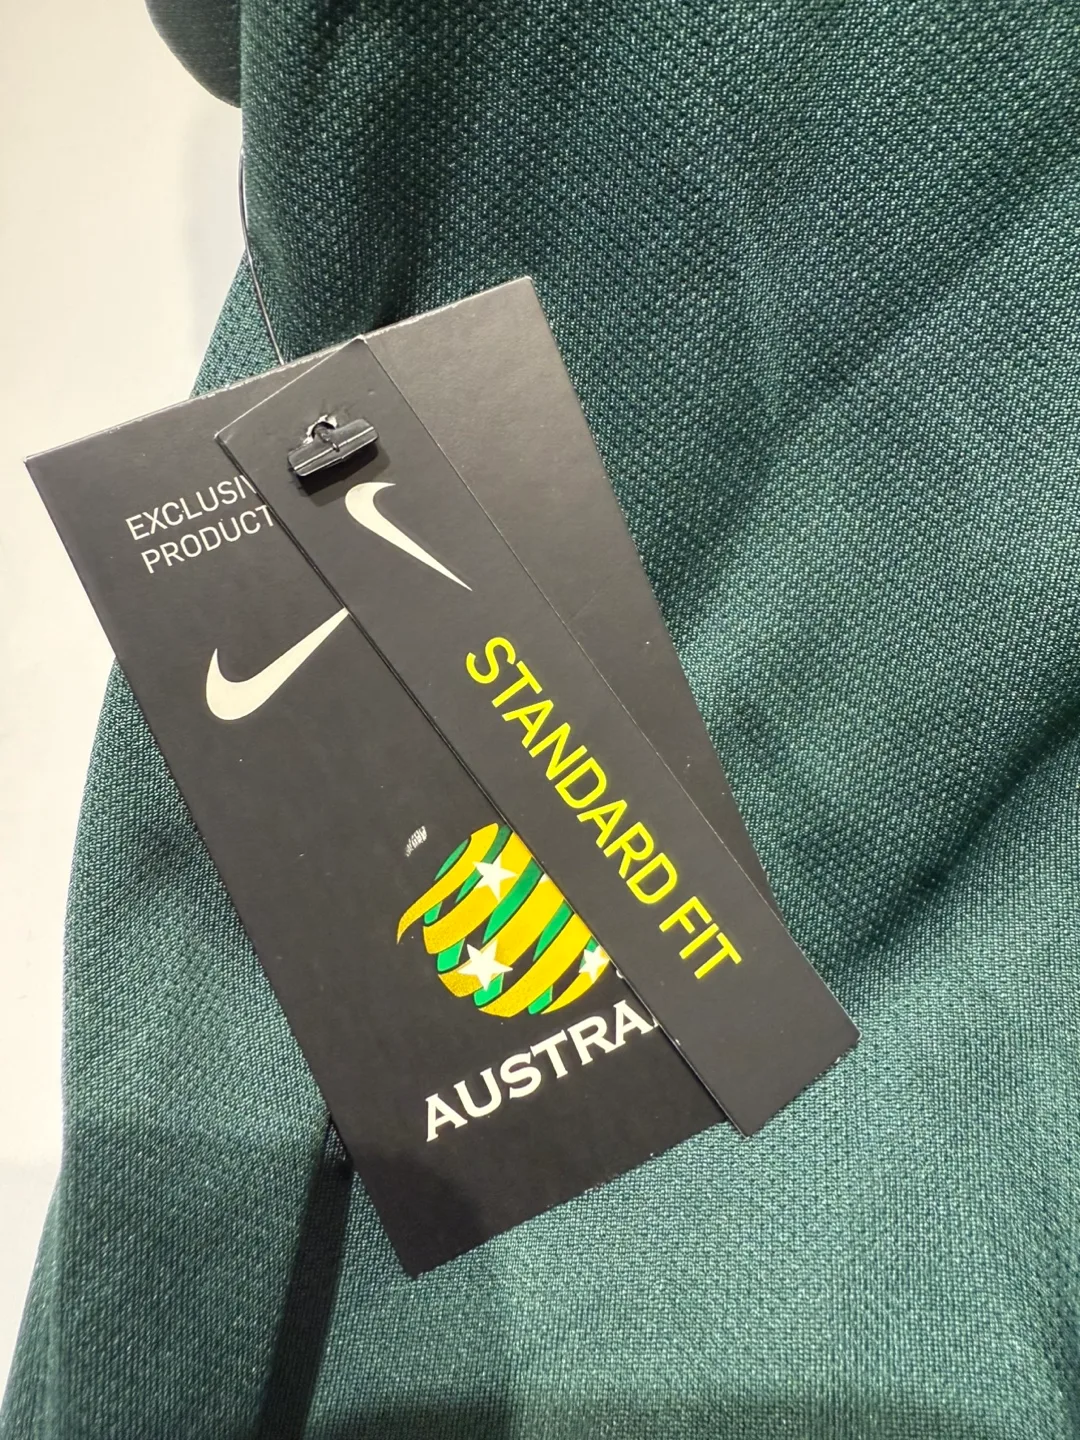 EXCLUSIV
PRODUCT
STANDARD FIT
AUSTRA